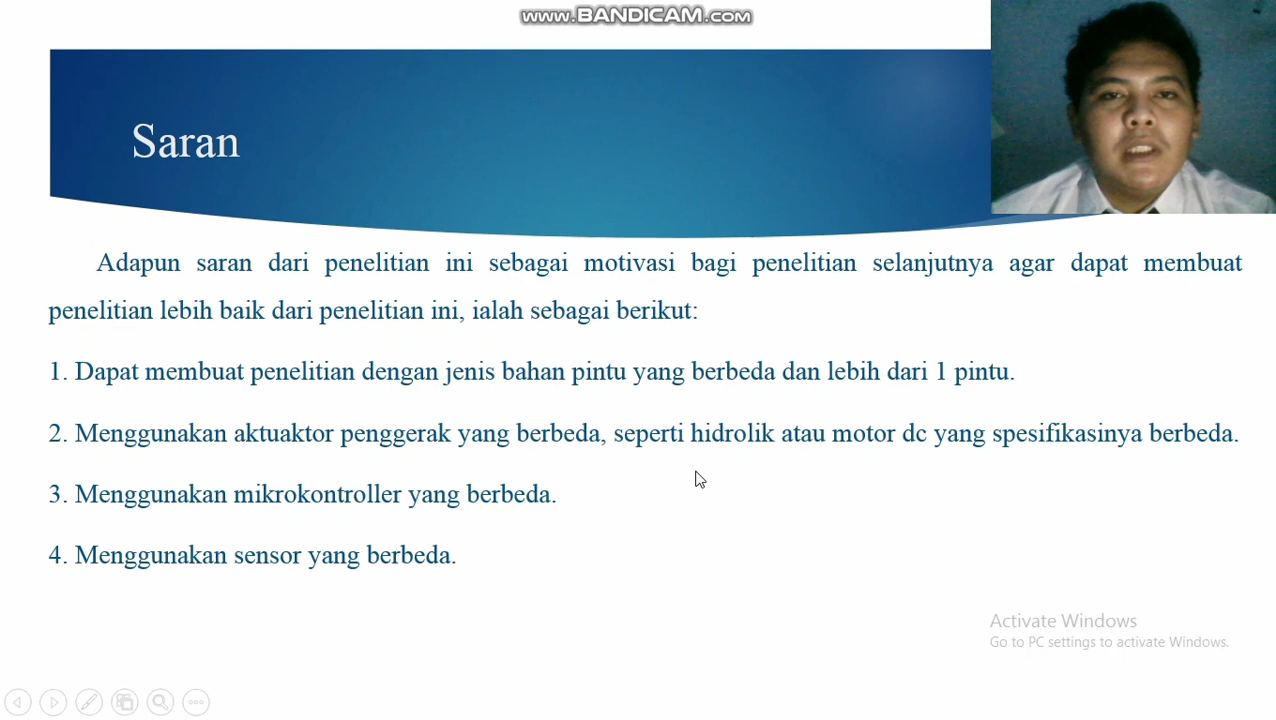 www.BANDICAM.com
Saran
Adapun saran dari penelitian ini sebagai motivasi bagi penelitian selanjutnya agar dapat membuat
penelitian lebih baik dari penelitian ini, ialah sebagai berikut:
1. Dapat membuat penelitian dengan jenis bahan pintu yang berbeda dan lebih dari 1 pintu.
2. Menggunakan aktuaktor penggerak yang berbeda, seperti hidrolik atau motor dc yang spesifikasinya berbeda.
3. Menggunakan mikrokontroller yang berbeda.
4. Menggunakan sensor yang berbeda.
Activate Windows
Go to PC settings to activate Windows.